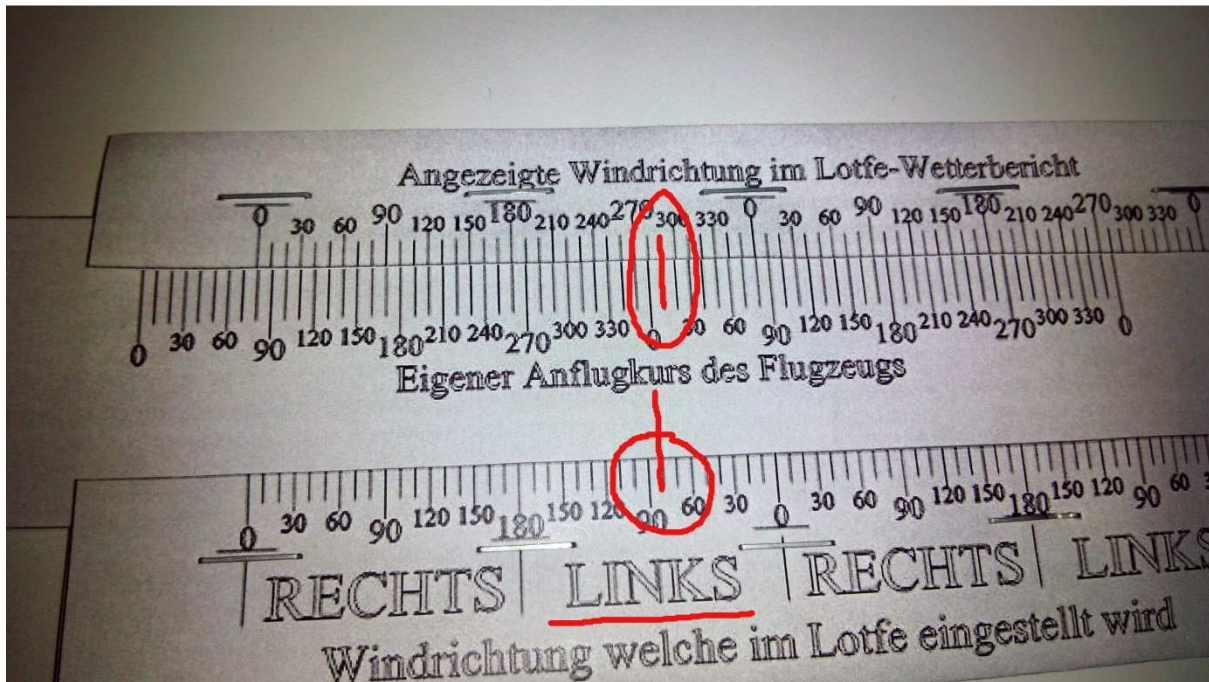 Angezeigte Windrichtung im Lotfe-Wetterbericht
0 30 60 90 120 150 180 210 240 270 300 330 0 30 60 90 120 150 180 210 240 270 300 330 0
0 30 60 90 120 150 180 210 240 270 300 330 0 30 60 90 120 150 180 210 240 270 300 330 0
Eigener Anflugkurs des Flugzeugs
0 30 60 90 120 150 180 150 120 90 60 30 0 30 60 90 120 150 180 150 120 90 60
RECHTS LINKS RECHTS LINKS
Windrichtung welche im Lotfe eingestellt wird